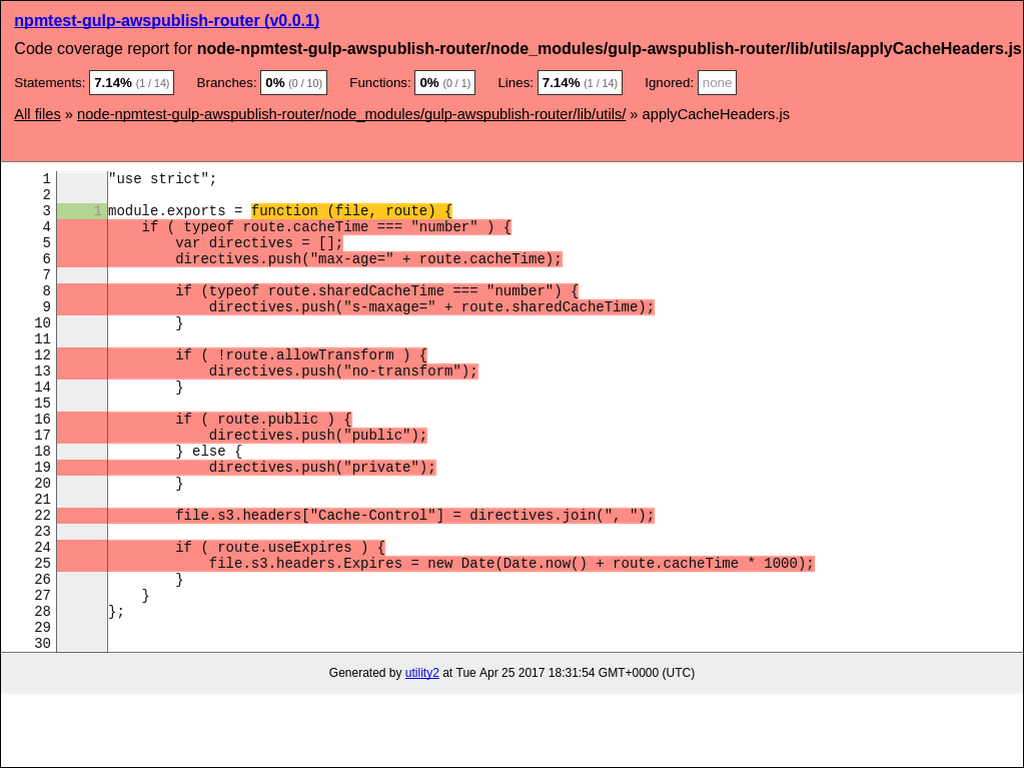 npmtest-gulp-awspublish-router (v0.0.1)
Code coverage report for node-npmtest-gulp-awspublish-router/node_modules/gulp-awspublish-router/lib/utils/applyCacheHeaders.js
Statements: 7.14% (1 / 14) Branches: 0% (0 / 10) Functions: 0% (0 / 1) Lines: 7.14% (1 / 14) Ignored: none
All files » node-npmtest-gulp-awspublish-router/node_modules/gulp-awspublish-router/lib/utils/ » applyCacheHeaders.js
1 "use strict";
2
3 1 module.exports = function (file, route) {
4     if ( typeof route.cacheTime === "number" ) {
5         var directives = [];
6         directives.push("max-age=" + route.cacheTime);
7
8         if (typeof route.sharedCacheTime === "number") {
9             directives.push("s-maxage=" + route.sharedCacheTime);
10         }
11
12         if ( !route.allowTransform ) {
13             directives.push("no-transform");
14         }
15
16         if ( route.public ) {
17             directives.push("public");
18         } else {
19             directives.push("private");
20         }
21
22         file.s3.headers["Cache-Control"] = directives.join(", ");
23
24         if ( route.useExpires ) {
25             file.s3.headers.Expires = new Date(Date.now() + route.cacheTime * 1000);
26         }
27     }
28 };
29
30
Generated by utility2 at Tue Apr 25 2017 18:31:54 GMT+0000 (UTC)